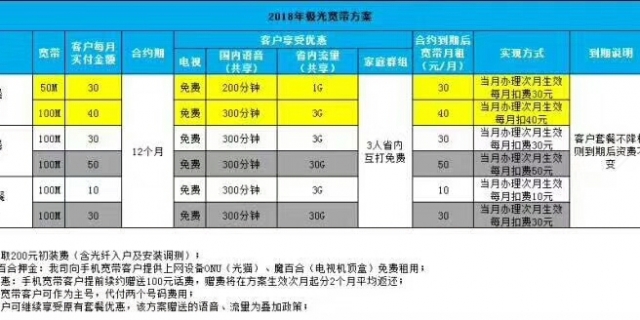 2018年极光宽带方案
宽带 客户每月实付金额 合约期 客户享受优惠 合约到期后宽带月租(元/月) 实现方式 到期说明
电视 国内语音(共享) 省内流量(共享) 家庭群组
50M 30 免费 200分钟 1G 30 当月办理次月生效 每月扣费30元
100M 40 免费 300分钟 3G 40 当月办理次月生效 每月扣40元
100M 30 免费 300分钟 3G 30 当月办理次月生效 每月扣费30元
12个月 3人省内互打免费 客户套餐不降档 则到期后资费不变
100M 50 免费 300分钟 30G 50 当月办理次月生效 每月扣费50元
餐 100M 10 免费 300分钟 3G 10 当月办理次月生效 每月扣费10元
100M 30 免费 300分钟 30G 30 当月办理次月生效 每月扣费30元
取200元初装费（含光纤入户及安装调测）；
百合押金：我司向手机宽带客户提供上网设备ONU（光猫）、魔百合（电视机顶盒）免费租用；
惠：手机宽带客户提前续约赠送100元话费，赠费将在方案生效次月起分2个月平均返还；
宽带客户可作为主号，代付两个号码费用；
户可继续享受原有套餐优惠，该方案赠送的语音、流量为叠加政策；